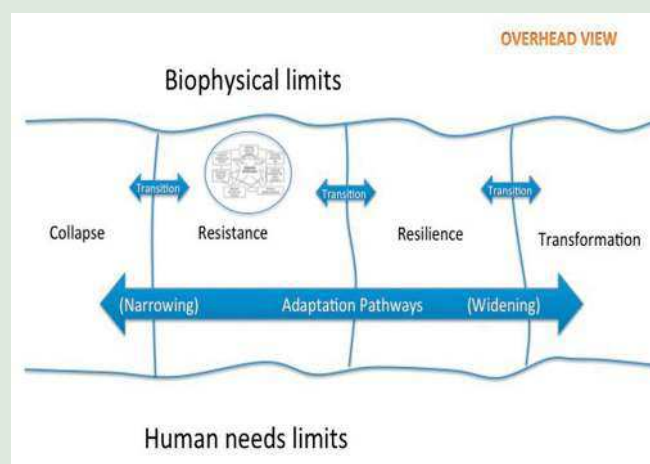 OVERHEAD VIEW
Biophysical limits
Transition
Transition
Transition
Collapse
Resistance
Resilience
Transformation
(Narrowing)
Adaptation Pathways
(Widening)
Human needs limits